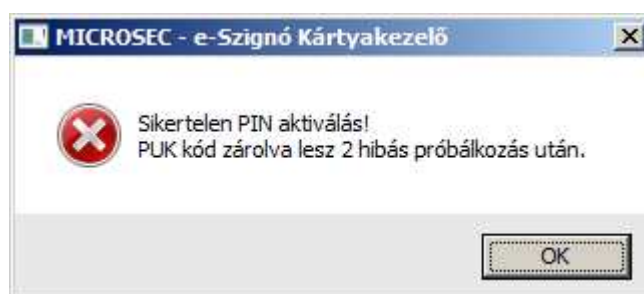 MICROSEC - e-Szignó Kártyakezelő
Sikertelen PIN aktiválás!
PUK kód zárolva lesz 2 hibás próbálkozás után.
OK